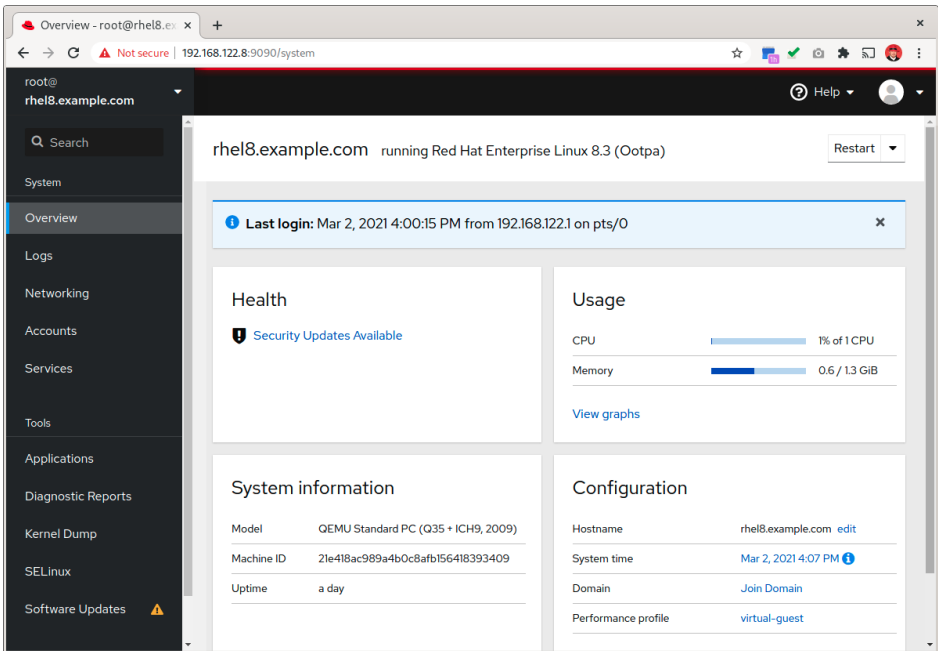 Overview - root@rhel8.ex
Not secure | 192.168.122.8:9090/system
root@
rhel8.example.com
Help
Search
System
Overview
Logs
Networking
Accounts
Services
Tools
Applications
Diagnostic Reports
Kernel Dump
SELinux
Software Updates
rhel8.example.com running Red Hat Enterprise Linux 8.3 (Ootpa)
Restart
Last login: Mar 2, 2021 4:00:15 PM from 192.168.122.1 on pts/0
Health
Security Updates Available
Usage
CPU 1% of 1 CPU
Memory 0.6 / 1.3 GiB
View graphs
System information
Model QEMU Standard PC (Q35 + ICH9, 2009)
Machine ID 21e418ac989a4b0c8afb156418393409
Uptime a day
Configuration
Hostname rhel8.example.com edit
System time Mar 2, 2021 4:07 PM
Domain Join Domain
Performance profile virtual-guest